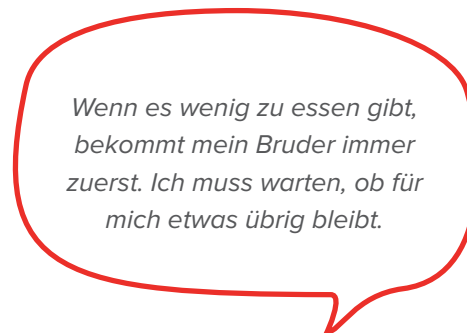 Wenn es wenig zu essen gibt,
bekommt mein Bruder immer
zuerst. Ich muss warten, ob für
mich etwas übrig bleibt.